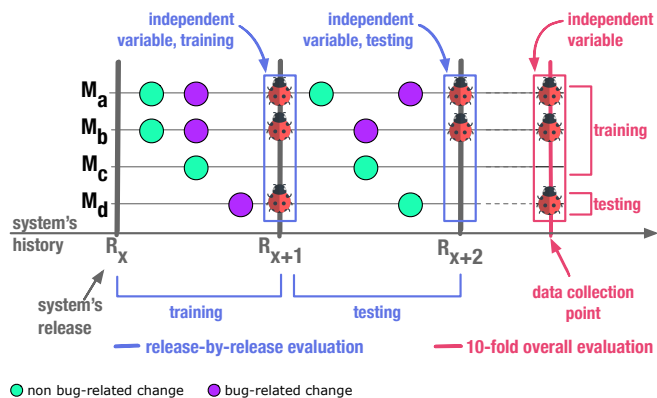 independent
variable, training
independent
variable, testing
independent
variable
Ma
Mb
Mc
Md
training
testing
system's
history
Rx
Rx+1
Rx+2
system's
release
training
testing
data collection
point
release-by-release evaluation
10-fold overall evaluation
non bug-related change
bug-related change